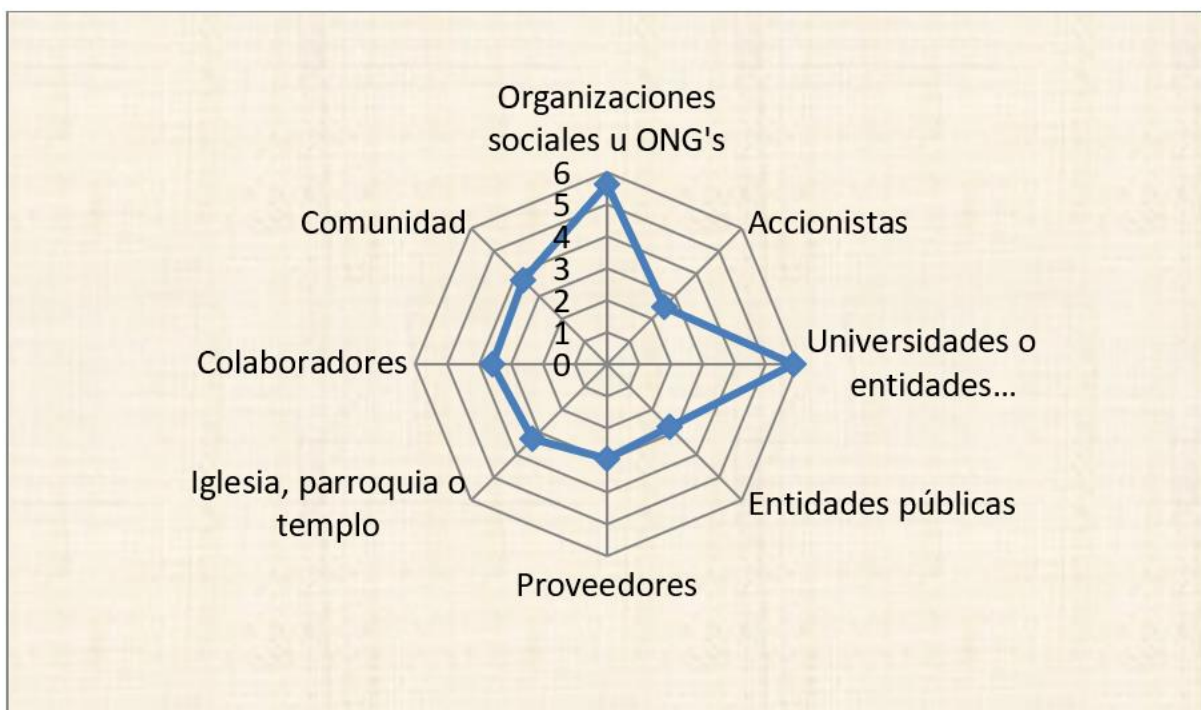 Organizaciones
sociales u ONG's
Accionistas
Universidades o
entidades...
Entidades públicas
Proveedores
Iglesia, parroquia o
templo
Colaboradores
Comunidad
6
5
4
3
2
1
0